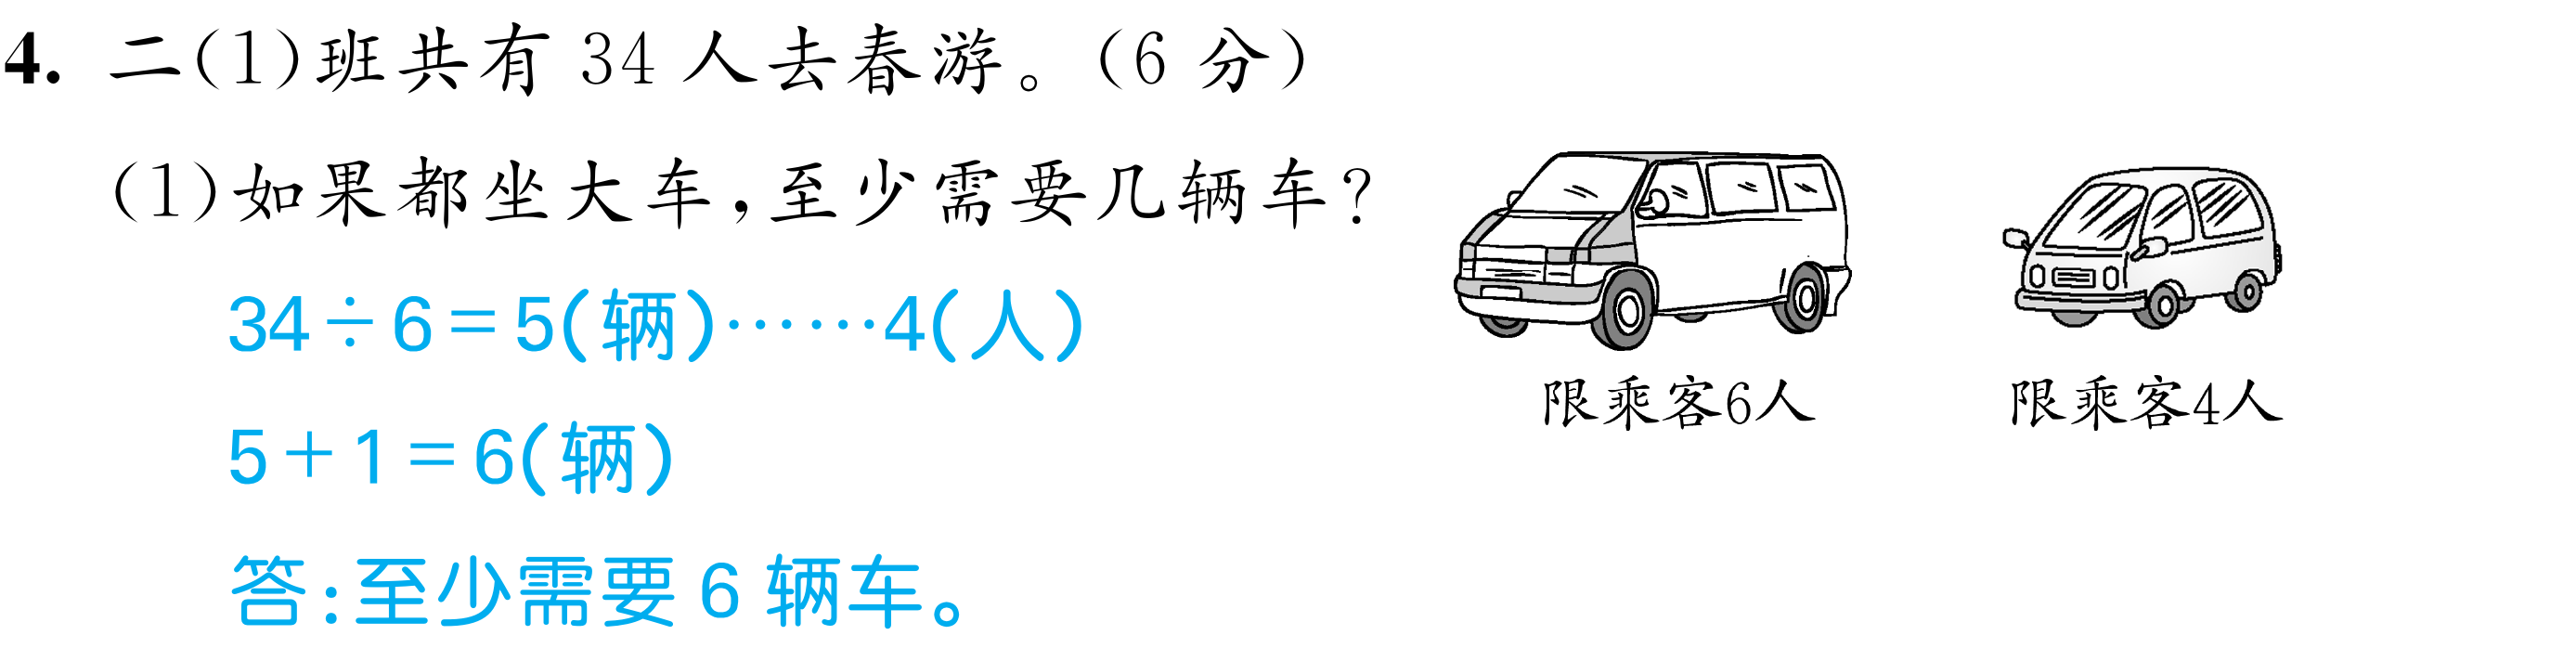 4. 二(1)班共有 34 人去春游。(6 分)
(1)如果都坐大车,至少需要几辆车?
34÷6=5(辆)……4(人)
5+1=6(辆)
答:至少需要 6 辆车。
限乘客6人
限乘客4人